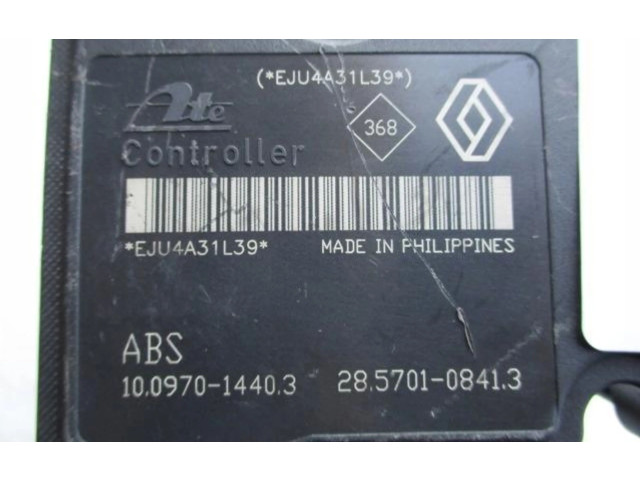 (*EJU4A31L39*)
Ate
368
Controller
*EJU4A31L39* MADE IN PHILIPPINES
ABS
10.0970-1440.3 28.5701-0841.3